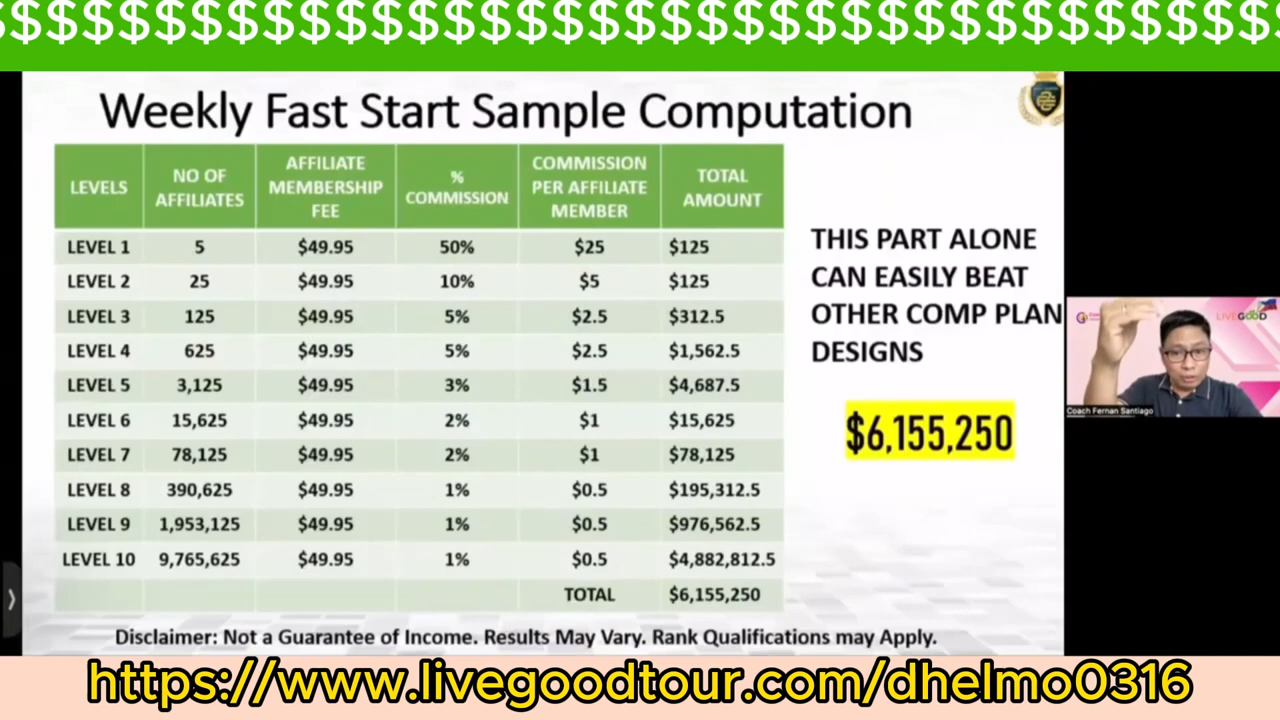 $$$$$$$$$$$$$$$$$$$$$$$$$$$$$$$$$$$$$
Weekly Fast Start Sample Computation
LEVELS NO OF AFFILIATES AFFILIATE MEMBERSHIP FEE % COMMISSION COMMISSION PER AFFILIATE MEMBER TOTAL AMOUNT
LEVEL 1 5 $49.95 50% $25 $125
LEVEL 2 25 $49.95 10% $5 $125
LEVEL 3 125 $49.95 5% $2.5 $312.5
LEVEL 4 625 $49.95 5% $2.5 $1,562.5
LEVEL 5 3,125 $49.95 3% $1.5 $4,687.5
LEVEL 6 15,625 $49.95 2% $1 $15,625
LEVEL 7 78,125 $49.95 2% $1 $78,125
LEVEL 8 390,625 $49.95 1% $0.5 $195,312.5
LEVEL 9 1,953,125 $49.95 1% $0.5 $976,562.5
LEVEL 10 9,765,625 $49.95 1% $0.5 $4,882,812.5
TOTAL $6,155,250
THIS PART ALONE
CAN EASILY BEAT
OTHER COMP PLAN
DESIGNS
$6,155,250
LIVEGOOD
Coach Fernan Santiago
Disclaimer: Not a Guarantee of Income. Results May Vary. Rank Qualifications may Apply.
https://www.livegoodtour.com/dhelmo0316